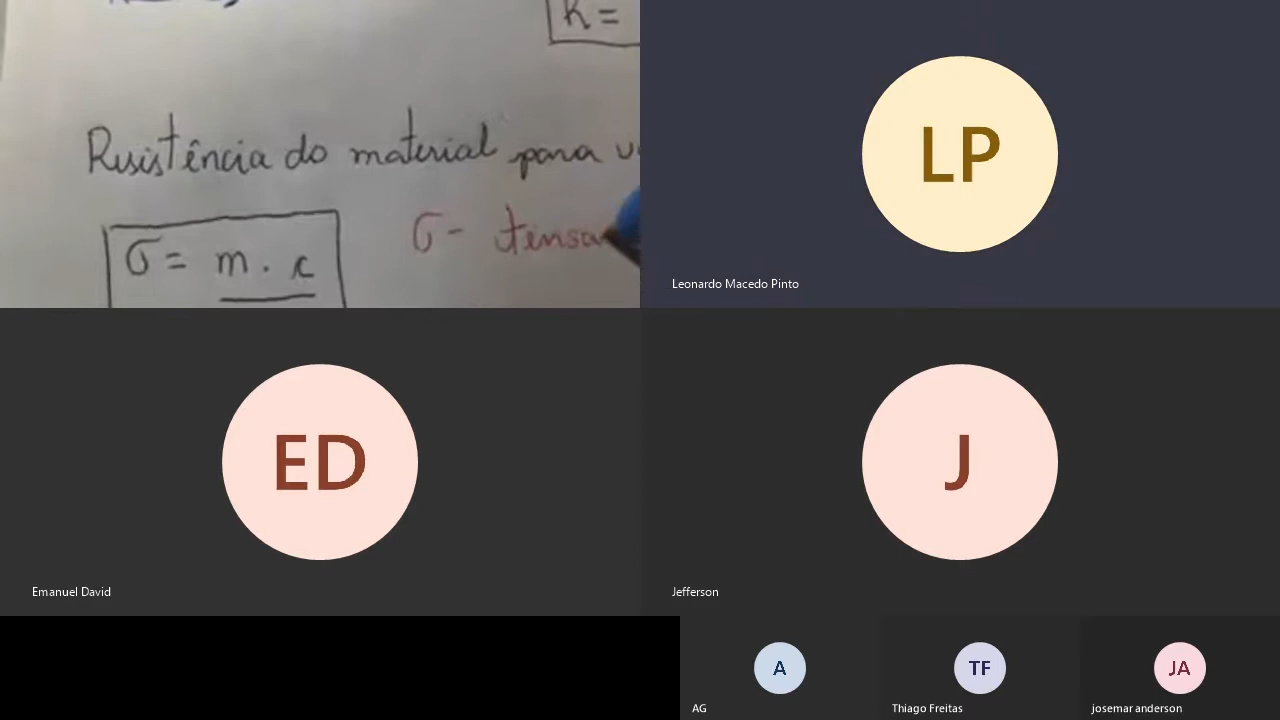 K =
Resistência do material para
σ = m . c
σ - tensã
LP
Leonardo Macedo Pinto
ED
Emanuel David
J
Jefferson
A
AG
TF
Thiago Freitas
JA
josemar anderson